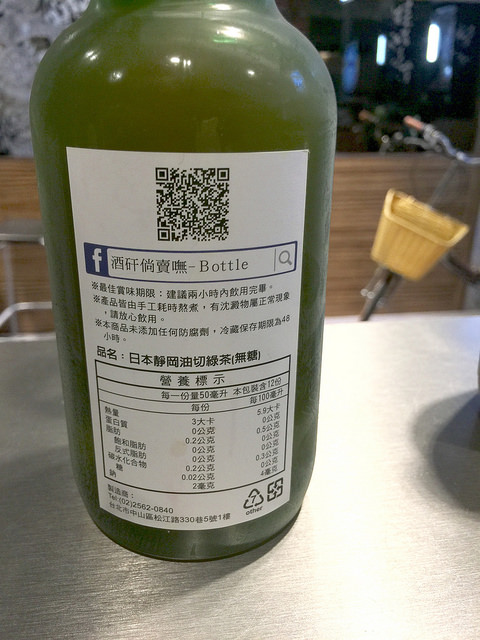 f 酒矸倘賣嘸-Bottle
※最佳賞味期限：建議兩小時內飲用完畢。
※產品皆由手工耗時熬煮，有沈澱物屬正常現象
，請放心飲用。
※本商品未添加任何防腐劑，冷藏保存期限為48
小時。
品名：日本靜岡油切綠茶(無糖)
營養標示
每一份量50毫升 本包裝含12份
每份 每100毫升
熱量 3大卡 5.9大卡
蛋白質 0公克 0公克
脂肪 0.2公克 0.5公克
飽和脂肪 0公克 0公克
反式脂肪 0公克 0公克
碳水化合物 0.2公克 0.3公克
糖 0.02公克 0公克
鈉 2毫克 4毫克
製造商：
Tel:(02)2562-0840
台北市中山區松江路330巷5號1樓
other